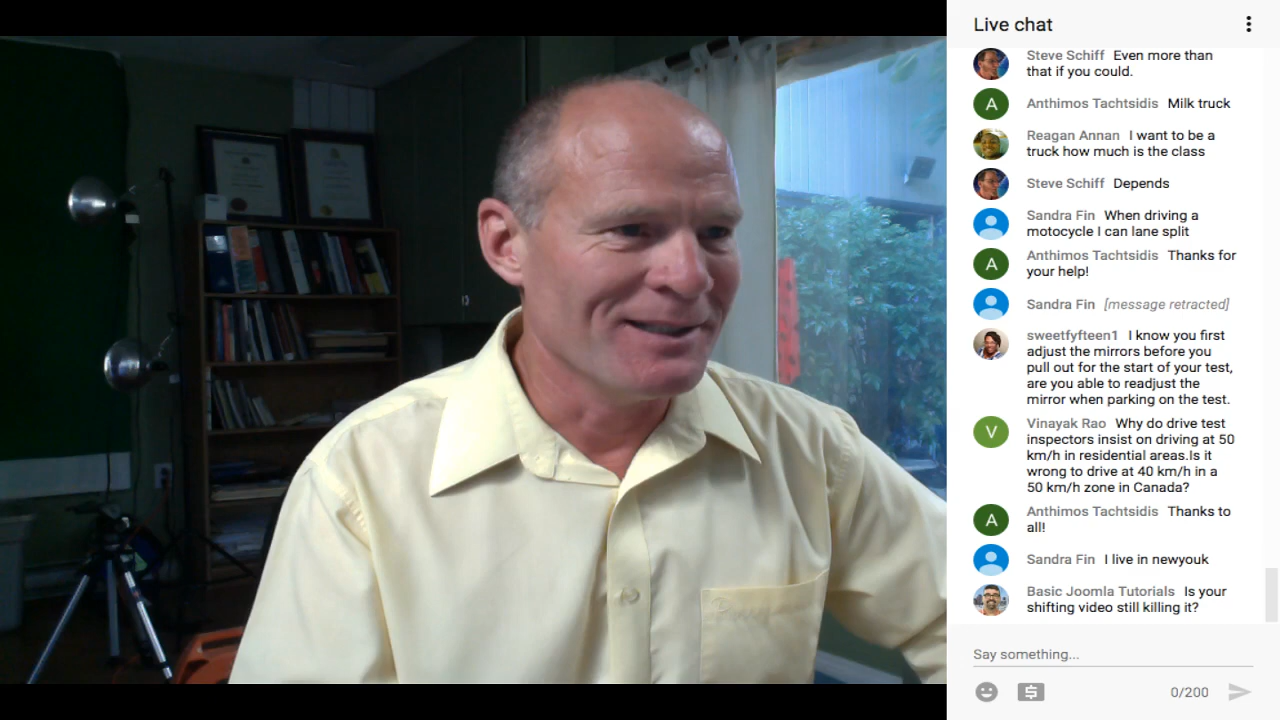 Live chat
Steve Schiff Even more than
that if you could.
A Anthimos Tachtsidis Milk truck
Reagan Annan I want to be a
truck how much is the class
Steve Schiff Depends
Sandra Fin When driving a
motocycle I can lane split
A Anthimos Tachtsidis Thanks for
your help!
Sandra Fin [message retracted]
sweetfyfteen1 I know you first
adjust the mirrors before you
pull out for the start of your test,
are you able to readjust the
mirror when parking on the test.
V Vinayak Rao Why do drive test
inspectors insist on driving at 50
km/h in residential areas.Is it
wrong to drive at 40 km/h in a
50 km/h zone in Canada?
A Anthimos Tachtsidis Thanks to
all!
Sandra Fin I live in newyouk
Basic Joomla Tutorials Is your
shifting video still killing it?
Say something...
$ 0/200